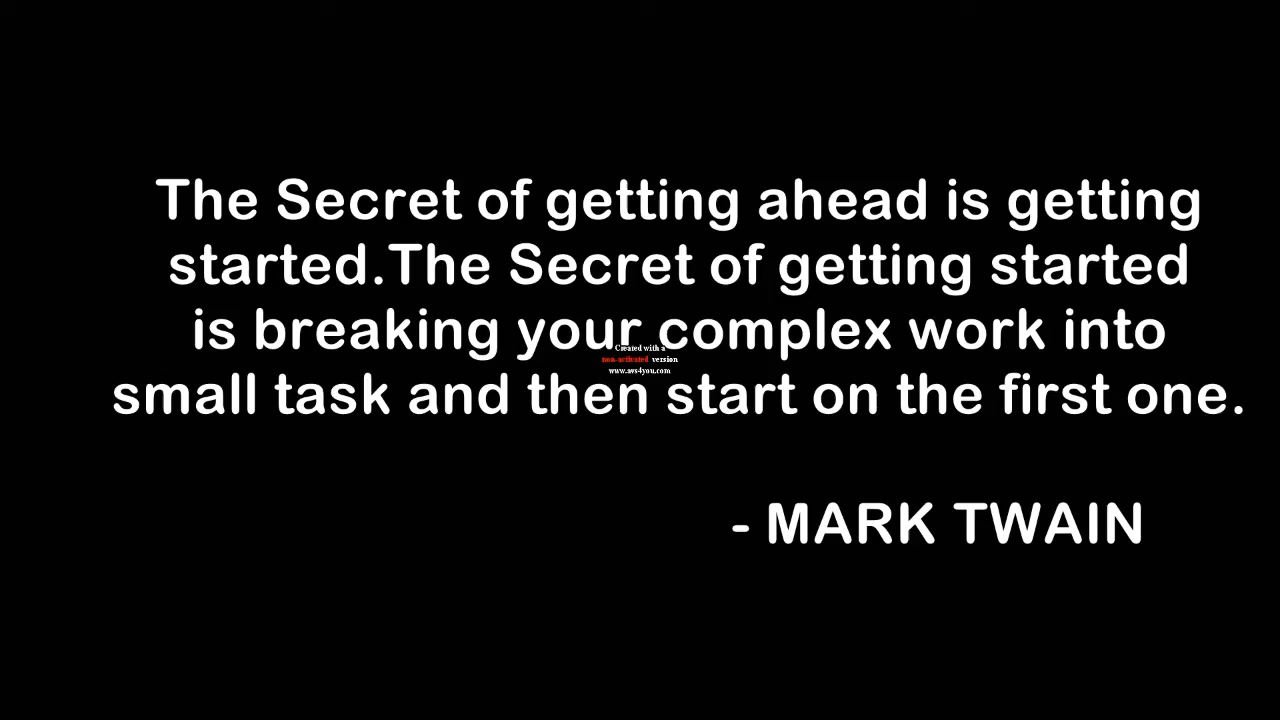 The Secret of getting ahead is getting
started.The Secret of getting started
is breaking your complex work into
Created with a
non-activated version
www.avs4you.com
small task and then start on the first one.
- MARK TWAIN